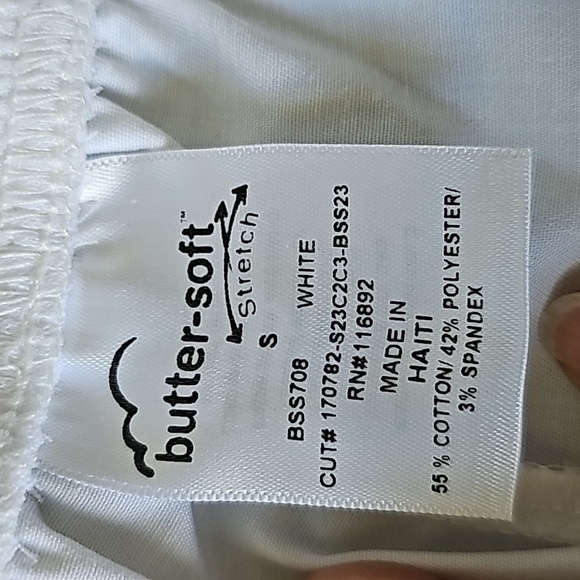 butter-soft™
Stretch
S
BSS708 WHITE
CUT# 170782-S23C2C3-BSS23
RN#116892
MADE IN
HAITI
55 % COTTON/ 42% POLYESTER/
3% SPANDEX